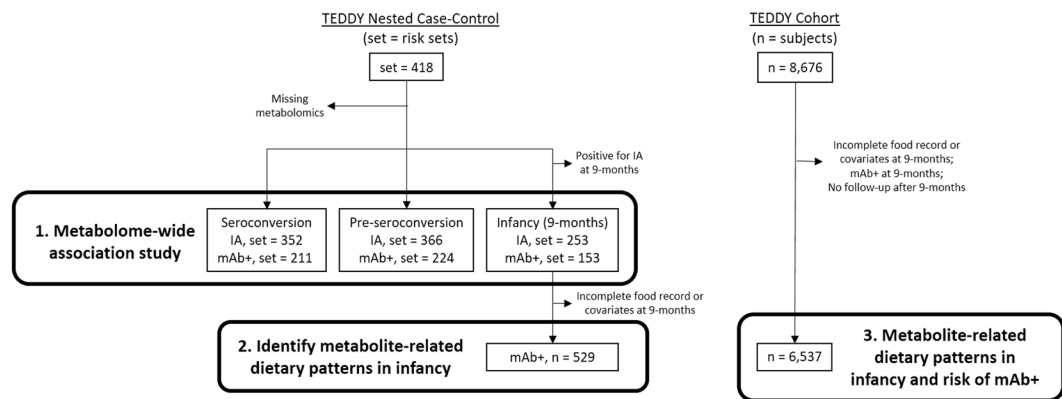 TEDDY Nested Case-Control
(set = risk sets)
set = 418
Missing
metabolomics
Positive for IA
at 9-months
1. Metabolome-wide
association study
Seroconversion
IA, set = 352
mAb+, set = 211
Pre-seroconversion
IA, set = 366
mAb+, set = 224
Infancy (9-months)
IA, set = 253
mAb+, set = 153
Incomplete food record or
covariates at 9-months
2. Identify metabolite-related
dietary patterns in infancy
mAb+, n = 529
TEDDY Cohort
(n = subjects)
n = 8,676
Incomplete food record or
covariates at 9-months;
mAb+ at 9-months;
No follow-up after 9-months
n = 6,537
3. Metabolite-related
dietary patterns in
infancy and risk of mAb+